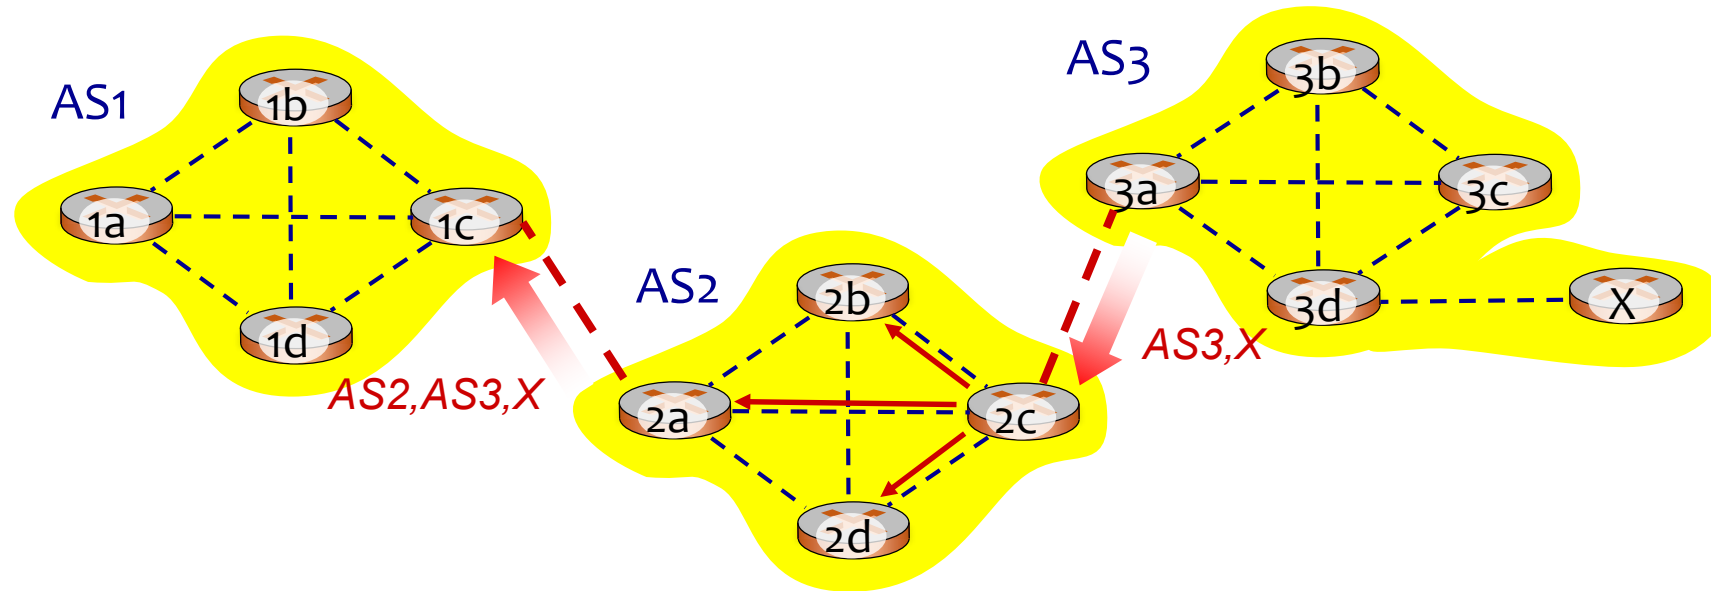 AS1
1b
1a
1c
1d
AS2,AS3,X
AS2
2b
2a
2c
2d
AS3
3b
3a
3c
3d
X
AS3,X